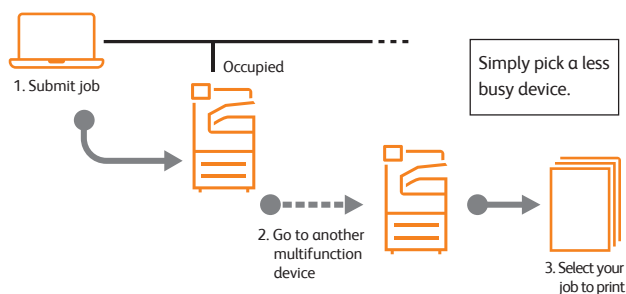 Occupied
Simply pick a less
busy device.
1. Submit job
2. Go to another
multifunction
device
3. Select your
job to print